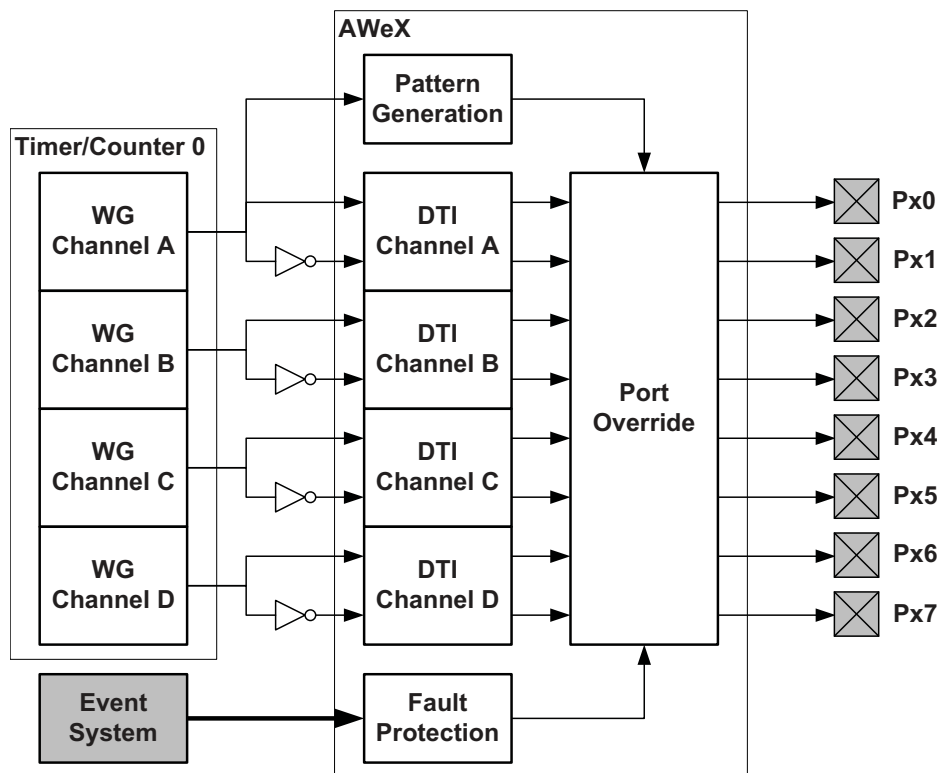 AWeX
Pattern
Generation
Timer/Counter 0
WG
Channel A
DTI
Channel A
Px0
Px1
WG
Channel B
DTI
Channel B
Px2
Px3
Port
Override
WG
Channel C
DTI
Channel C
Px4
Px5
WG
Channel D
DTI
Channel D
Px6
Px7
Event
System
Fault
Protection